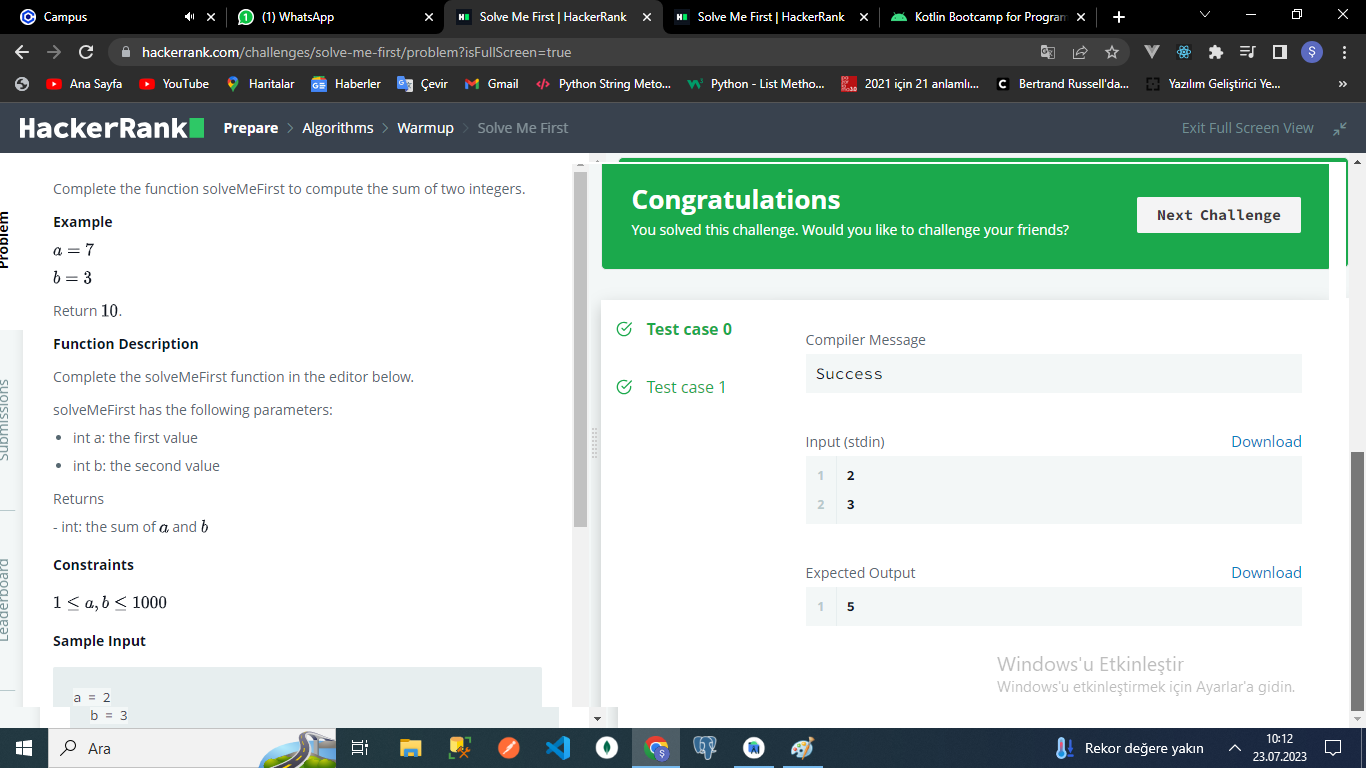 Campus
(1) WhatsApp
Solve Me First | HackerRank
Solve Me First | HackerRank
Kotlin Bootcamp for Program
hackerrank.com/challenges/solve-me-first/problem?isFullScreen=true
Ş
Ana Sayfa
YouTube
Haritalar
Haberler
Çevir
Gmail
Python String Meto...
Python - List Metho...
2021 için 21 anlamlı...
Bertrand Russell'da...
Yazılım Geliştirici Ye...
»
HackerRank
Prepare > Algorithms > Warmup > Solve Me First
Exit Full Screen View
Problem
Submissions
Leaderboard
Complete the function solveMeFirst to compute the sum of two integers.
Example
a = 7
b = 3
Return 10.
Function Description
Complete the solveMeFirst function in the editor below.
solveMeFirst has the following parameters:
• int a: the first value
• int b: the second value
Returns
- int: the sum of a and b
Constraints
1 ≤ a, b ≤ 1000
Sample Input
a = 2
b = 3
Congratulations
You solved this challenge. Would you like to challenge your friends?
Next Challenge
Test case 0
Test case 1
Compiler Message
Success
Input (stdin)
Download
1 2
2 3
Expected Output
Download
1 5
Windows'u Etkinleştir
Windows'u etkinleştirmek için Ayarlar'a gidin.
Ara
Rekor değere yakın
10:12
23.07.2023